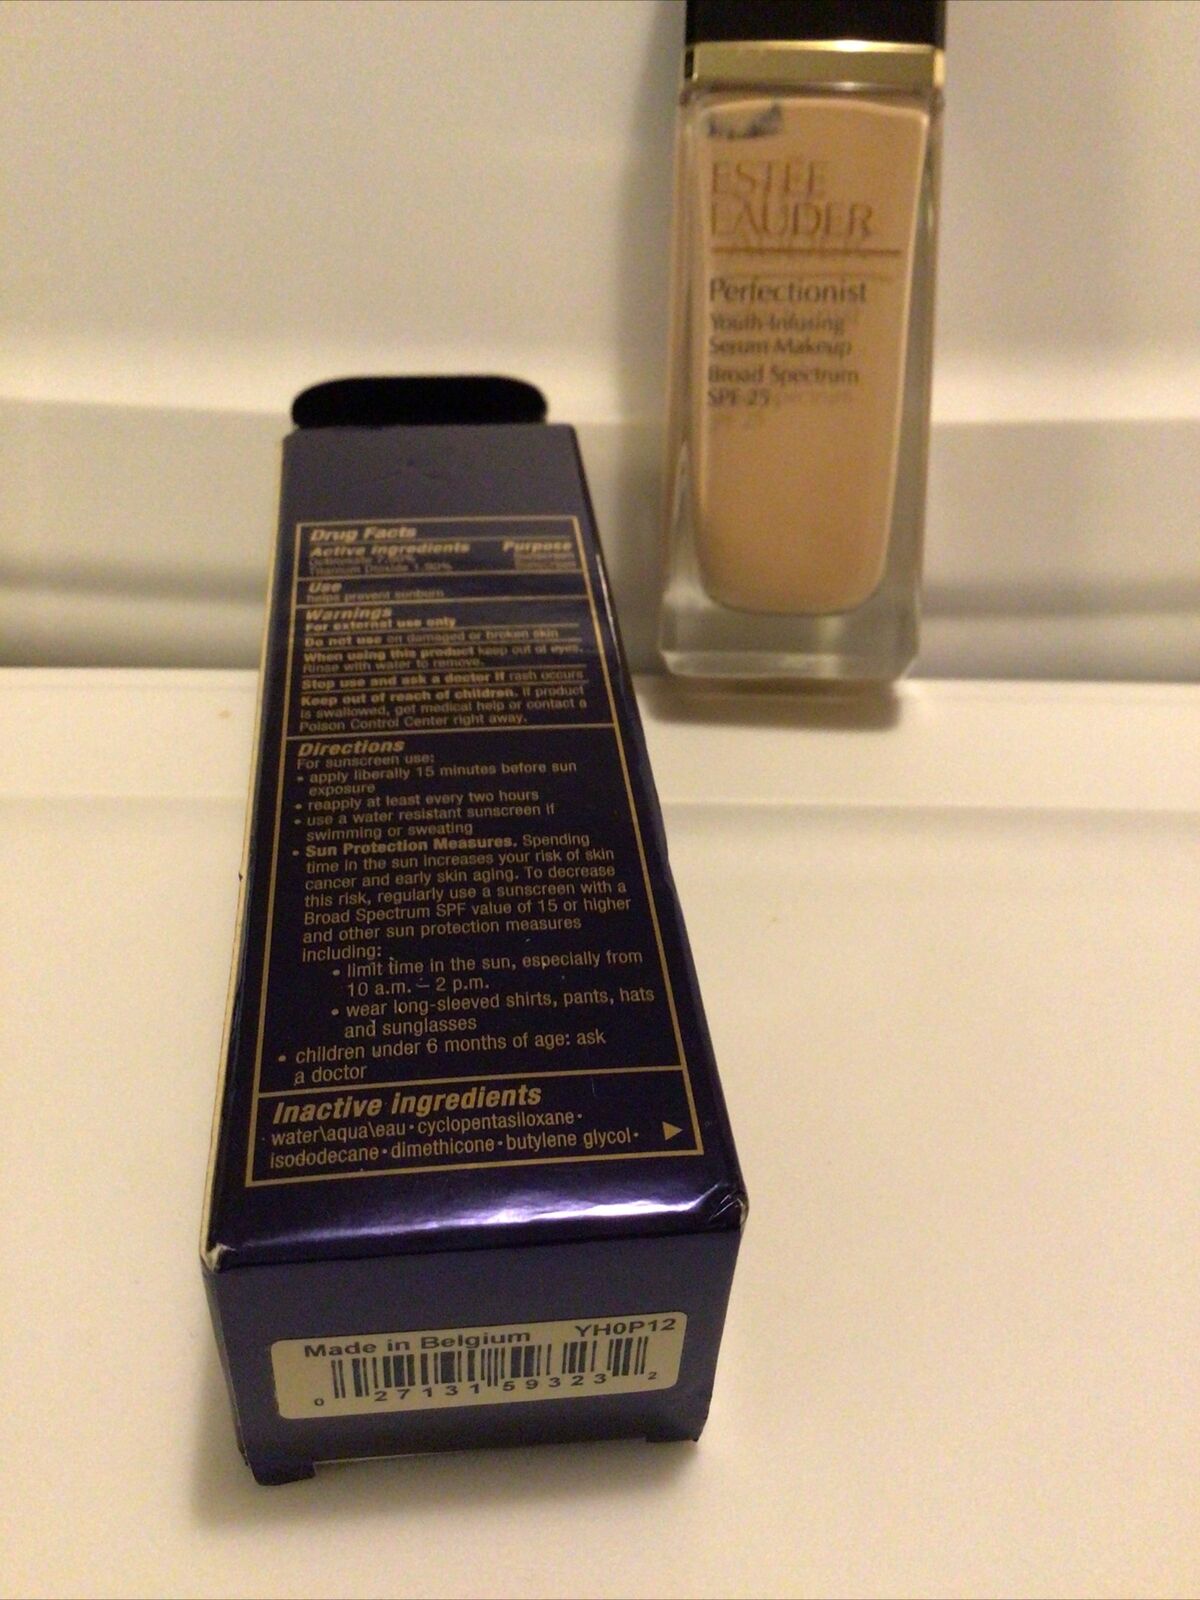 ESTĒE
LAUDER
Perfectionist
Youth-Infusing
Serum Makeup
Broad Spectrum
SPF 25
Drug Facts
Active ingredients Purpose
Titanium Dioxide 1.90%
Use
helps prevent sunburn
Warnings
For external use only
Do not use on damaged or broken skin
When using this product keep out of eyes.
Rinse with water to remove.
Stop use and ask a doctor if rash occurs
Keep out of reach of children. If product
is swallowed, get medical help or contact a
Poison Control Center right away.
Directions
For sunscreen use:
• apply liberally 15 minutes before sun
exposure
• reapply at least every two hours
• use a water resistant sunscreen if
swimming or sweating
• Sun Protection Measures. Spending
time in the sun increases your risk of skin
cancer and early skin aging. To decrease
this risk, regularly use a sunscreen with a
Broad Spectrum SPF value of 15 or higher
and other sun protection measures
including:
• limit time in the sun, especially from
10 a.m. – 2 p.m.
• wear long-sleeved shirts, pants, hats
and sunglasses
• children under 6 months of age: ask
a doctor
Inactive ingredients
water\aqua\eau • cyclopentasiloxane •
isododecane • dimethicone • butylene glycol •
Made in Belgium YH0P12
0 27131 59323 2